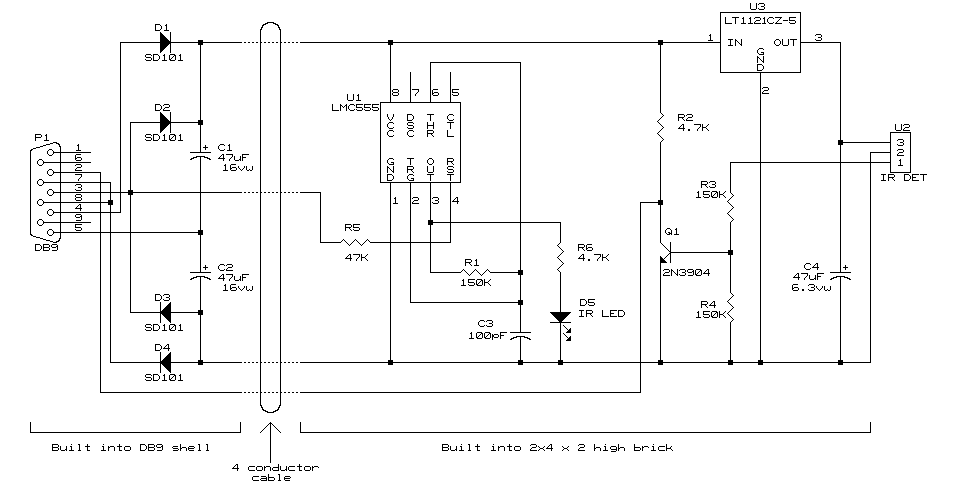 U3
LT1121CZ-5
1
IN
OUT
3
GND
2
D1
SD101
D2
SD101
P1
1
6
2
7
3
8
4
9
5
DB9
C1
47uF
16vw
C2
47uF
16vw
D3
SD101
D4
SD101
U1
LMC555
8
7
6
5
VCC
DSC
THR
CTL
GND
TRG
OUT
RST
1
2
3
4
R5
47K
R1
150K
C3
100pF
R6
4.7K
D5
IR LED
R2
4.7K
Q1
2N3904
R3
150K
R4
150K
U2
3
2
1
IR DET
C4
47uF
6.3vw
Built into DB9 shell
4 conductor
cable
Built into 2x4 x 2 high brick